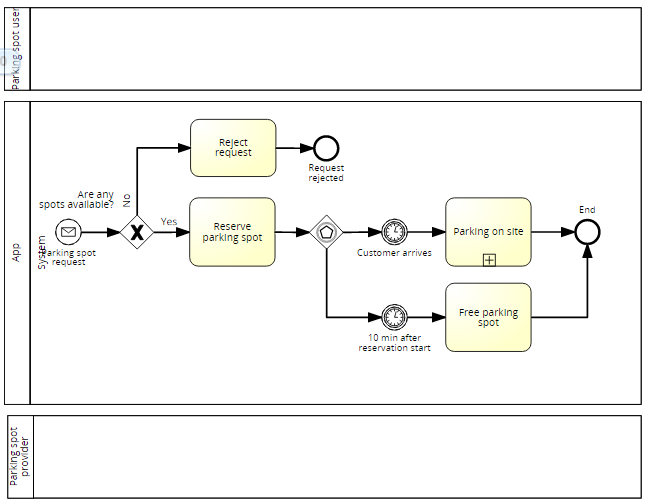 Parking spot user
App
System
Are any
spots available?
No
Yes
Parking spot
request
Reject
request
Request
rejected
Reserve
parking spot
Customer arrives
10 min after
reservation start
Parking on site
Free parking
spot
End
Parking spot
provider